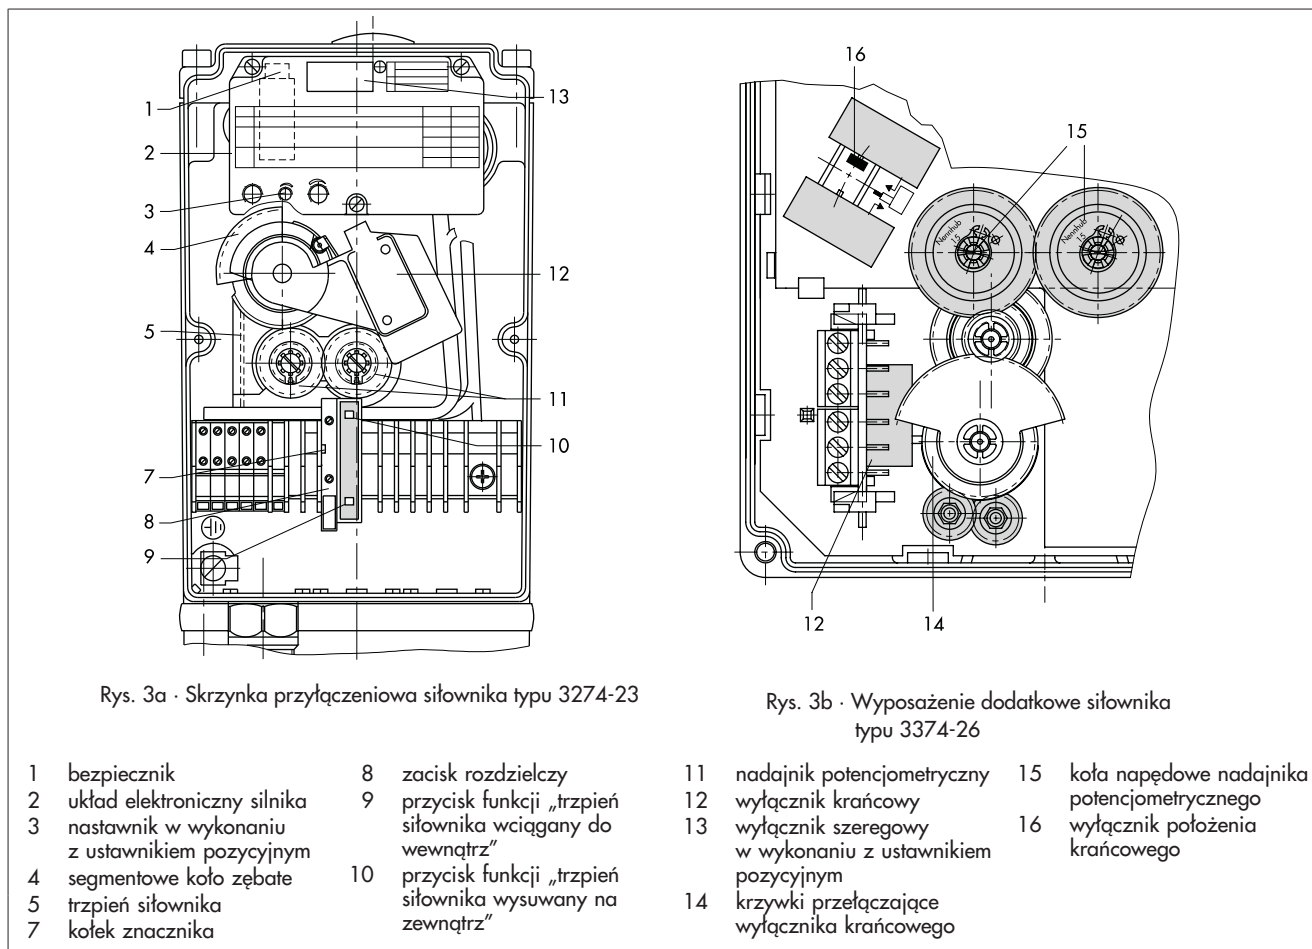 16
1
13
15
2
3
4
12
5
11
10
7
8
9
12
14
Nennhub
15
Nennhub
15
Rys. 3a · Skrzynka przyłączeniowa siłownika typu 3274-23
Rys. 3b · Wyposażenie dodatkowe siłownika
typu 3374-26
1 bezpiecznik
2 układ elektroniczny silnika
3 nastawnik w wykonaniu
z ustawnikiem pozycyjnym
4 segmentowe koło zębate
5 trzpień siłownika
7 kołek znacznika
8 zacisk rozdzielczy
9 przycisk funkcji „trzpień
siłownika wciągany do
wewnątrz”
10 przycisk funkcji „trzpień
siłownika wysuwany na
zewnątrz”
11 nadajnik potencjometryczny
12 wyłącznik krańcowy
13 wyłącznik szeregowy
w wykonaniu z ustawnikiem
pozycyjnym
14 krzywki przełączające
wyłącznika krańcowego
15 koła napędowe nadajnika
potencjometrycznego
16 wyłącznik położenia
krańcowego